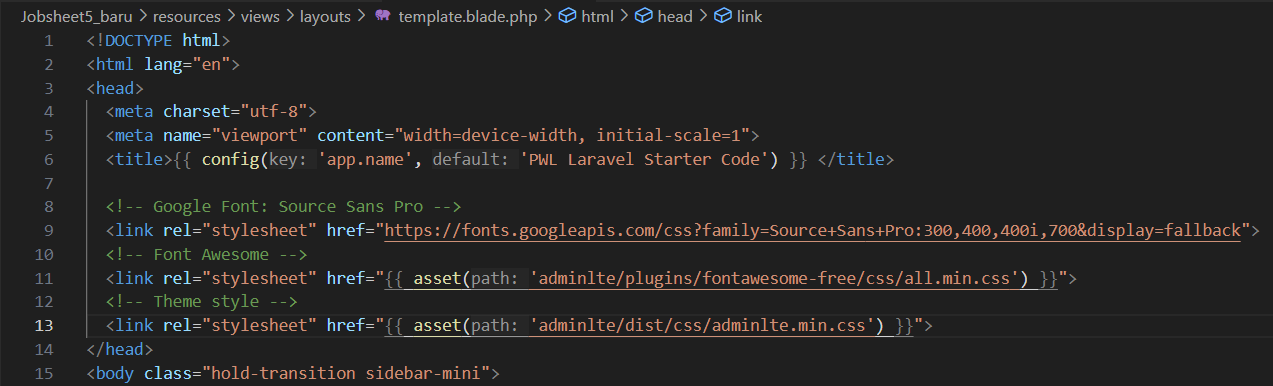 Jobsheet5_baru > resources > views > layouts > template.blade.php > html > head > link
1 <!DOCTYPE html>
2 <html lang="en">
3 <head>
4 <meta charset="utf-8">
5 <meta name="viewport" content="width=device-width, initial-scale=1">
6 <title>{{ config(key: 'app.name', default: 'PWL Laravel Starter Code') }} </title>
7
8 <!-- Google Font: Source Sans Pro -->
9 <link rel="stylesheet" href="https://fonts.googleapis.com/css?family=Source+Sans+Pro:300,400,400i,700&display=fallback">
10 <!-- Font Awesome -->
11 <link rel="stylesheet" href="{{ asset(path: 'adminlte/plugins/fontawesome-free/css/all.min.css') }}">
12 <!-- Theme style -->
13 <link rel="stylesheet" href="{{ asset(path: 'adminlte/dist/css/adminlte.min.css') }}">
14 </head>
15 <body class="hold-transition sidebar-mini">